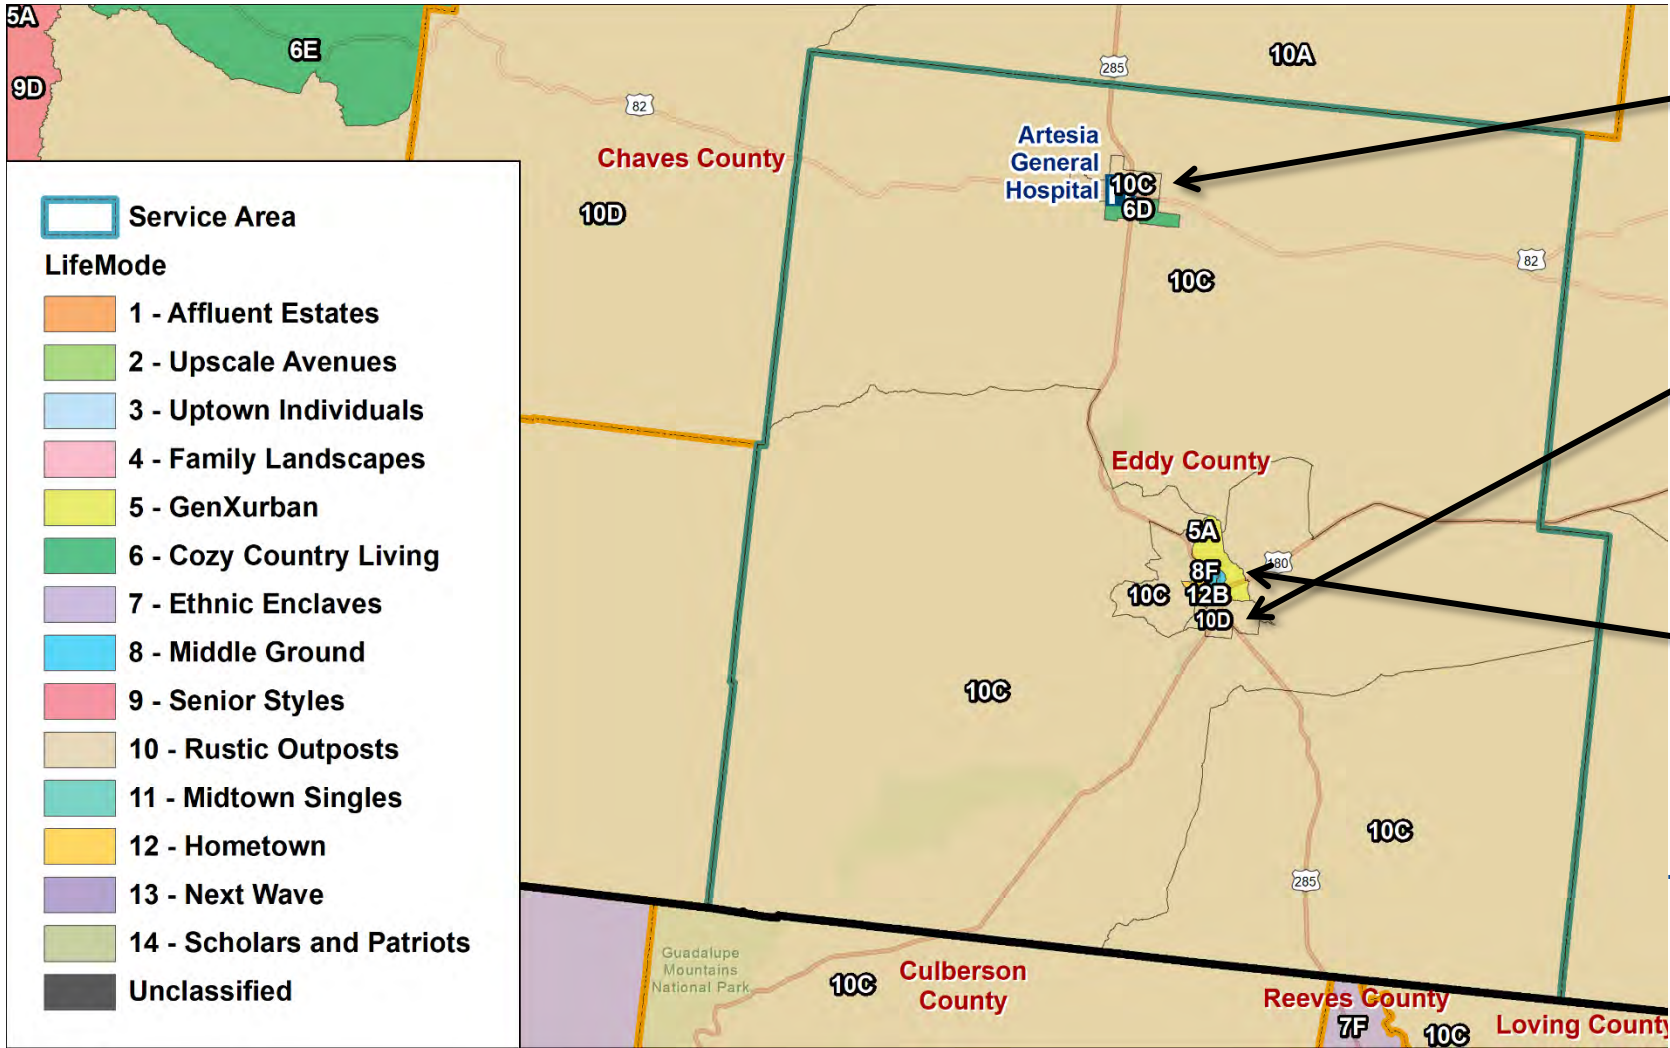 5A
6E
9D
10A
285
82
Chaves County
Artesia
General
Hospital
10C
6D
10D
10C
82
Service Area
LifeMode
1 - Affluent Estates
2 - Upscale Avenues
3 - Uptown Individuals
4 - Family Landscapes
5 - GenXurban
6 - Cozy Country Living
7 - Ethnic Enclaves
8 - Middle Ground
9 - Senior Styles
10 - Rustic Outposts
11 - Midtown Singles
12 - Hometown
13 - Next Wave
14 - Scholars and Patriots
Unclassified
Eddy County
5A
180
8F
10C
12B
10D
10C
10C
285
Guadalupe
Mountains
National Park
10C
Culberson
County
Reeves County
7F
10C
Loving County